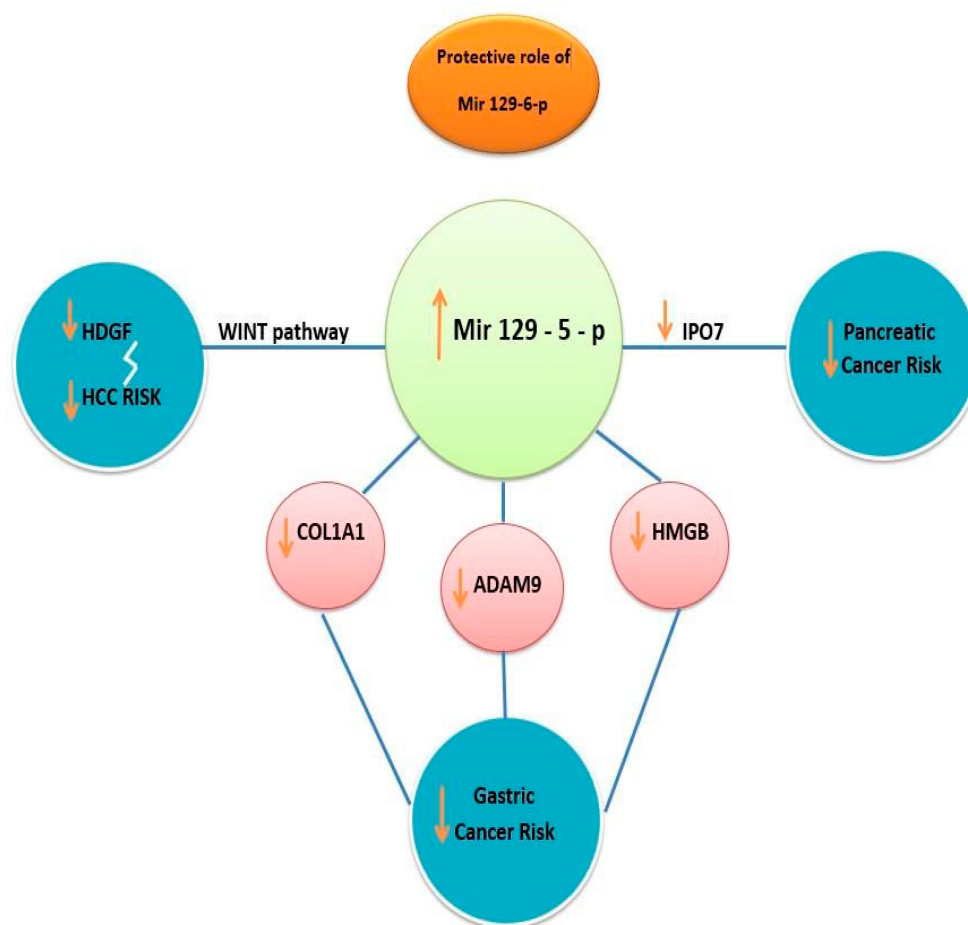 Protective role of
Mir 129-6-p
↑ Mir 129 - 5 - p
↓ HDGF
↓ HCC RISK
WINT pathway
↓ IPO7
↓ Pancreatic
Cancer Risk
↓ COL1A1
↓ ADAM9
↓ HMGB
↓ Gastric
Cancer Risk